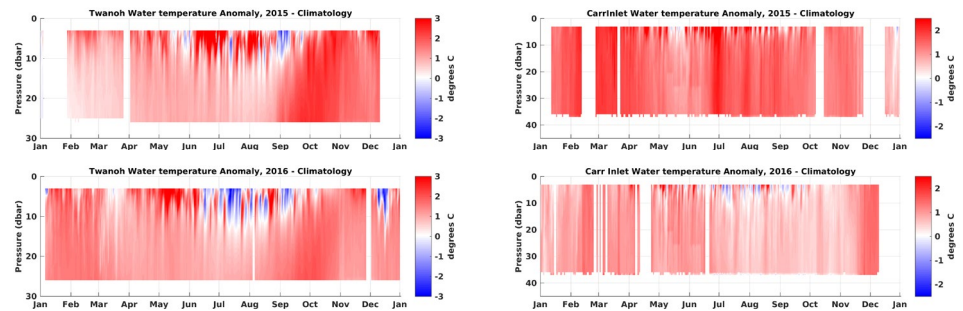 Twanoh Water temperature Anomaly, 2015 - Climatology
0
10
20
30
Pressure (dbar)
Jan Feb Mar Apr May Jun Jul Aug Sep Oct Nov Dec Jan
3
2
1
0
-1
-2
-3
degrees C
CarrInlet Water temperature Anomaly, 2015 - Climatology
0
10
20
30
40
Pressure (dbar)
Jan Feb Mar Apr May Jun Jul Aug Sep Oct Nov Dec Jan
2
1
0
-1
-2
degrees C
Twanoh Water temperature Anomaly, 2016 - Climatology
0
10
20
30
Pressure (dbar)
Jan Feb Mar Apr May Jun Jul Aug Sep Oct Nov Dec Jan
3
2
1
0
-1
-2
-3
degrees C
Carr Inlet Water temperature Anomaly, 2016 - Climatology
0
10
20
30
40
Pressure (dbar)
Jan Feb Mar Apr May Jun Jul Aug Sep Oct Nov Dec Jan
2
1
0
-1
-2
degrees C